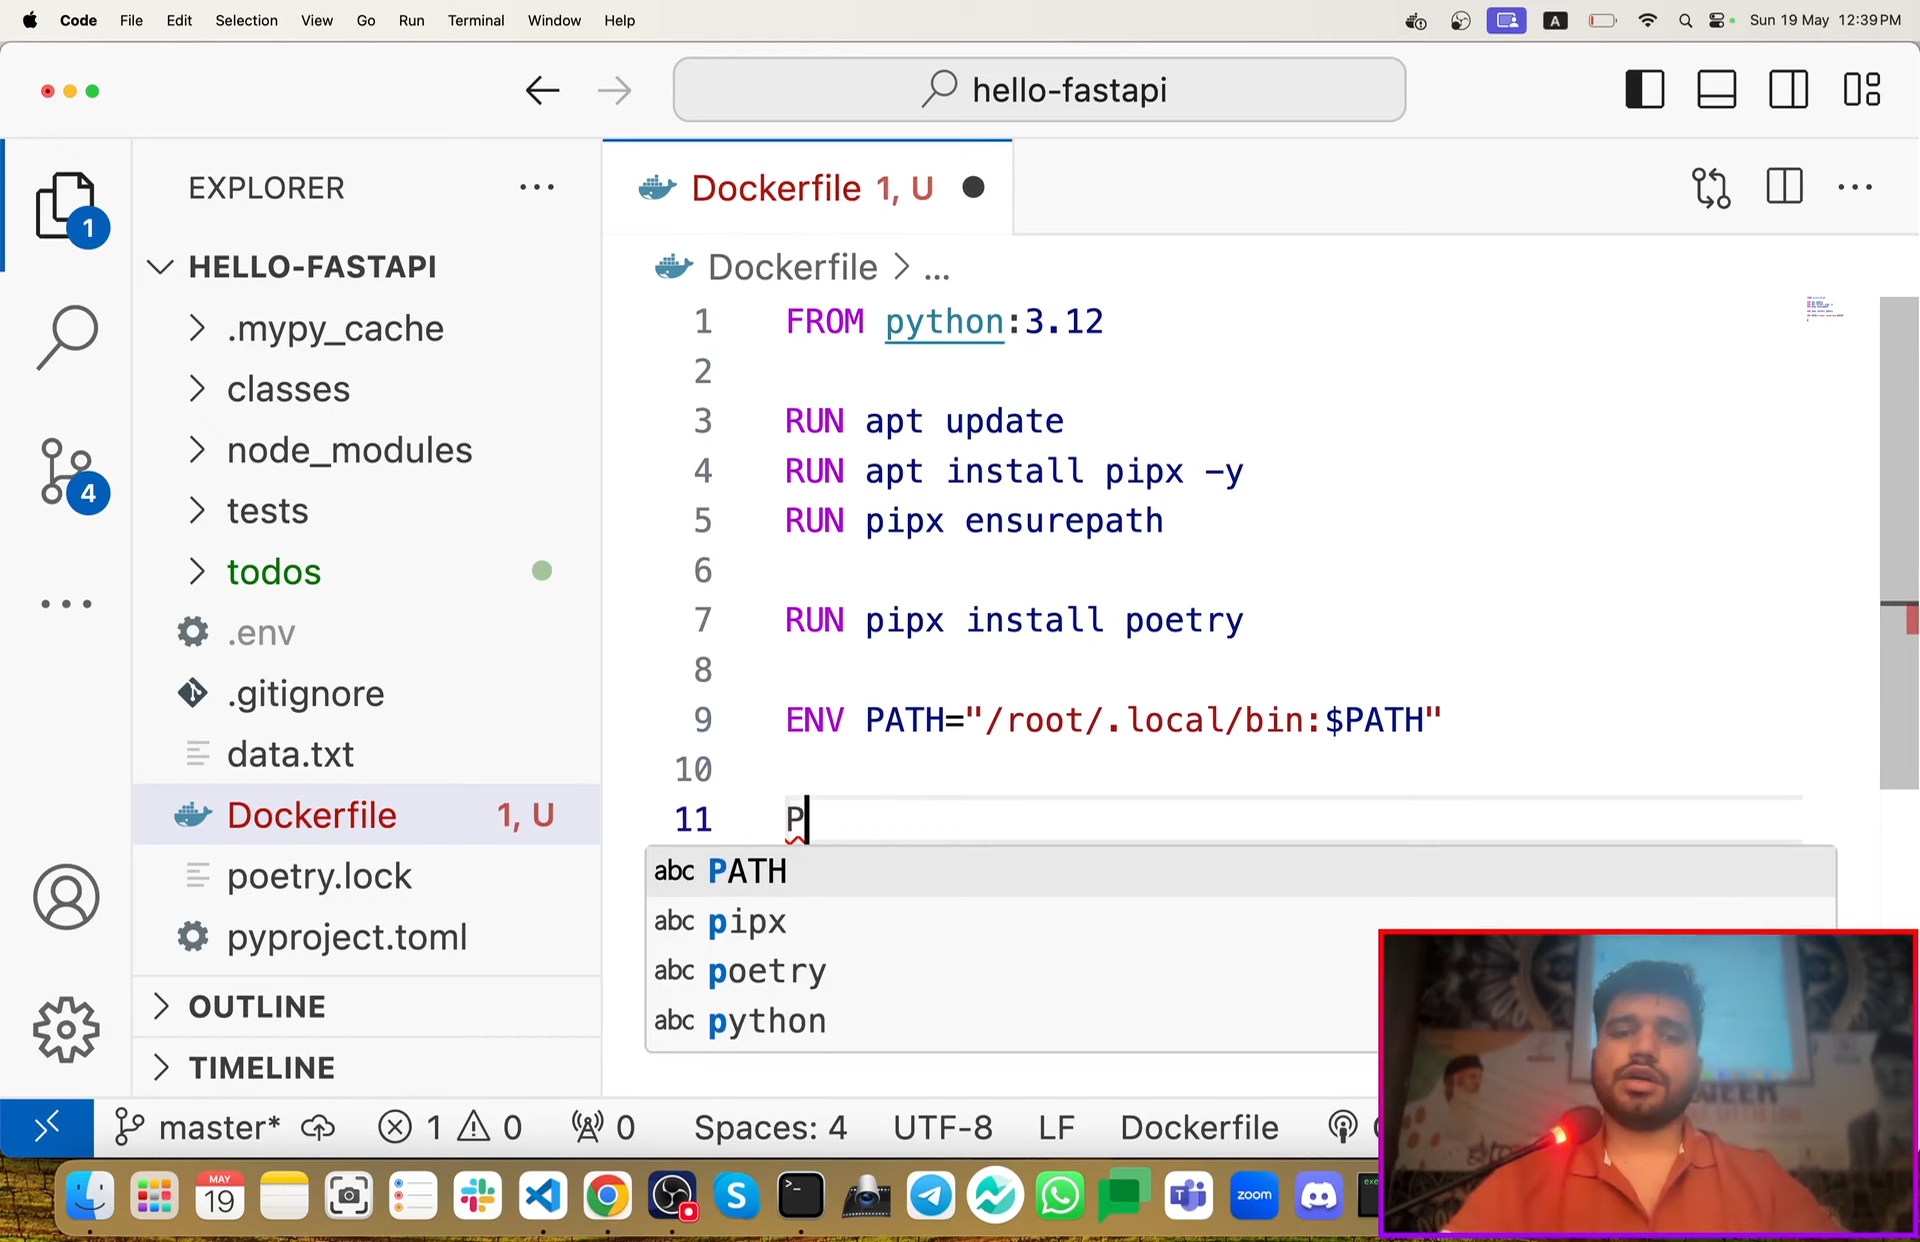 Code File Edit Selection View Go Run Terminal Window Help
A
Sun 19 May 12:39 PM
hello-fastapi
1
EXPLORER
Dockerfile 1, U
HELLO-FASTAPI
Dockerfile > ...
.mypy_cache
classes
node_modules
4
tests
todos
.env
.gitignore
data.txt
Dockerfile 1, U
poetry.lock
pyproject.toml
OUTLINE
TIMELINE
1 FROM python:3.12
2
3 RUN apt update
4 RUN apt install pipx -y
5 RUN pipx ensurepath
6
7 RUN pipx install poetry
8
9 ENV PATH="/root/.local/bin:$PATH"
10
11 P
abc PATH
abc pipx
abc poetry
abc python
master* 1 0 0 Spaces: 4 UTF-8 LF Dockerfile
MAY
19
S
zoom
exe